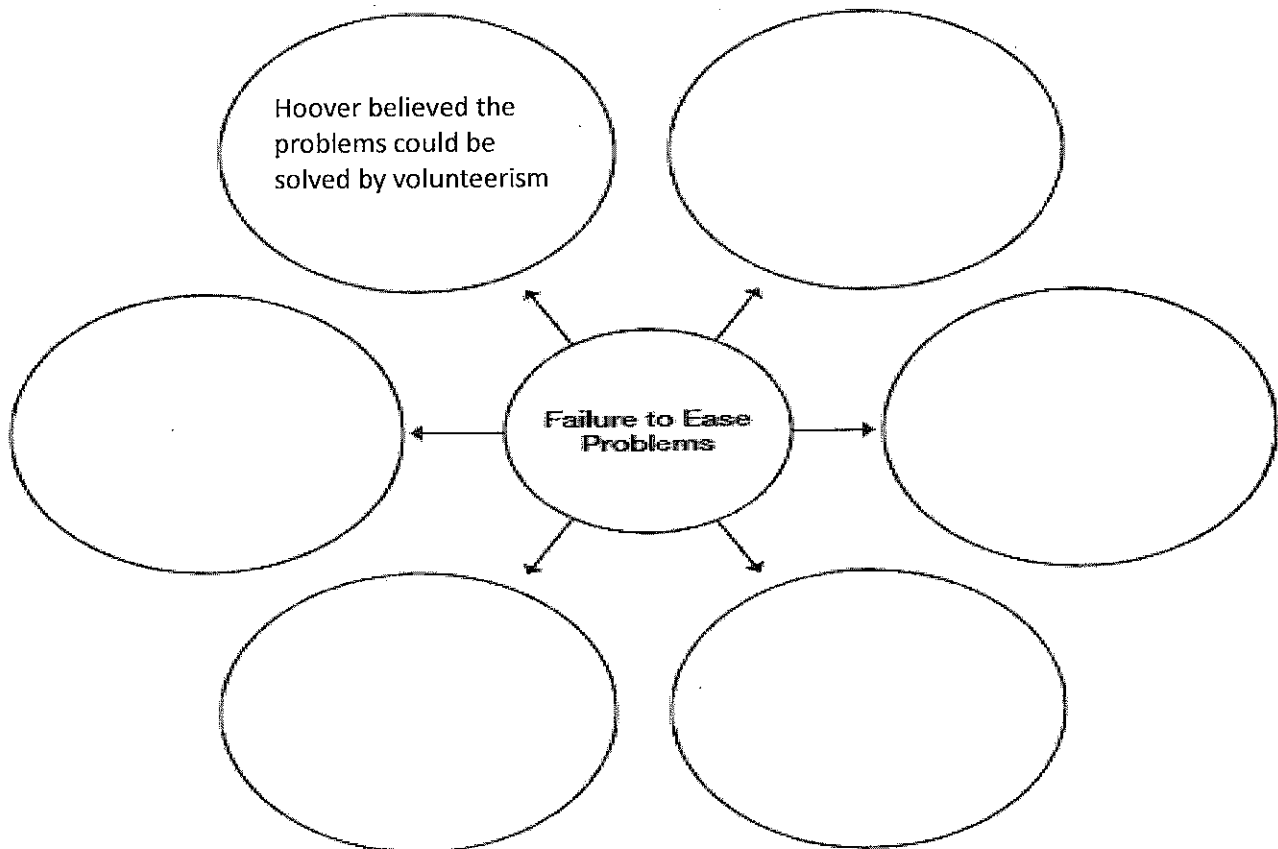 Hoover believed the
problems could be
solved by volunteerism
Failure to Ease
Problems